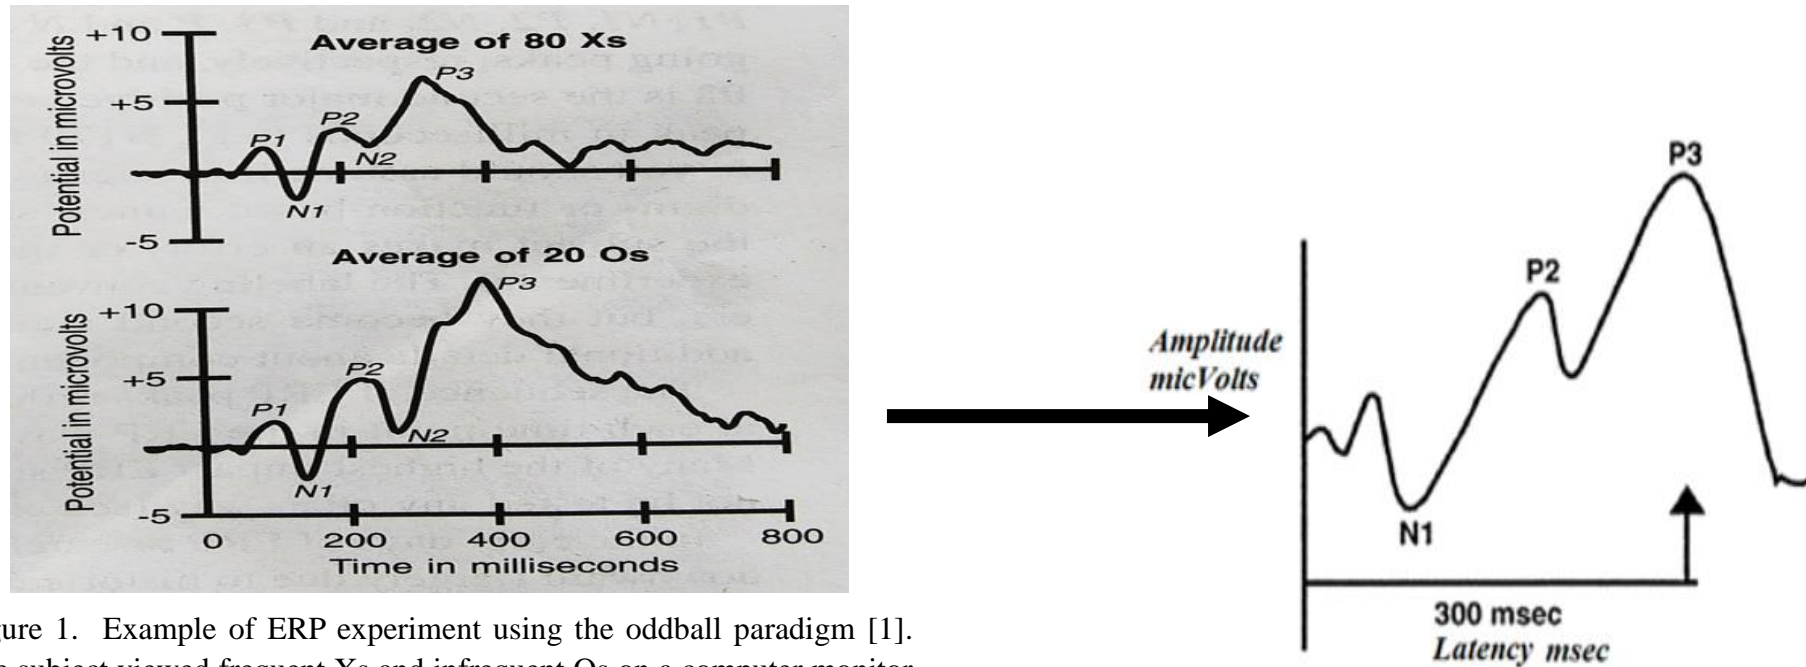 Average of 80 Xs
Potential in microvolts
+10
+5
-5
P1
N1
P2
N2
P3
Average of 20 Os
Potential in microvolts
+10
+5
-5
P1
N1
P2
N2
P3
0 200 400 600 800
Time in milliseconds
Figure 1. Example of ERP experiment using the oddball paradigm [1].
subject viewed frequent Xs and infrequent Os on a computer monitor
Amplitude
micVolts
N1
P2
P3
300 msec
Latency msec